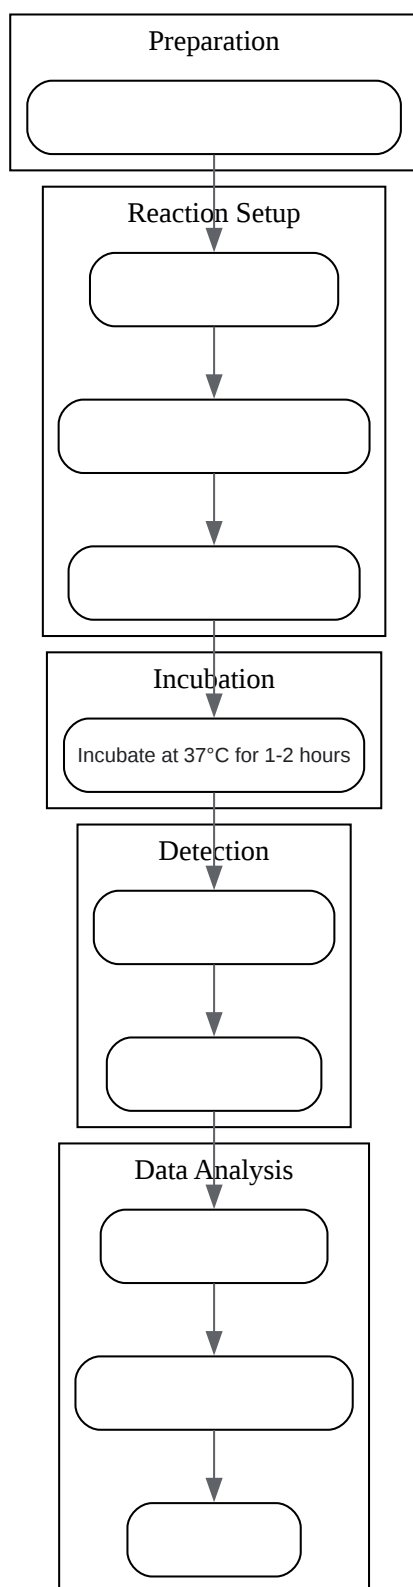 Preparation
Reaction Setup
Incubation
Incubate at 37°C for 1-2 hours
Detection
Data Analysis